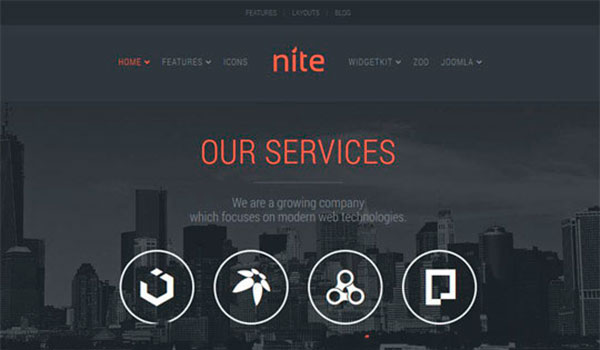 FEATURES | LAYOUTS | BLOG
HOME FEATURES ICONS nite WIDGETKIT ZOO JOOMLA
OUR SERVICES
We are a growing company
which focuses on modern web technologies.